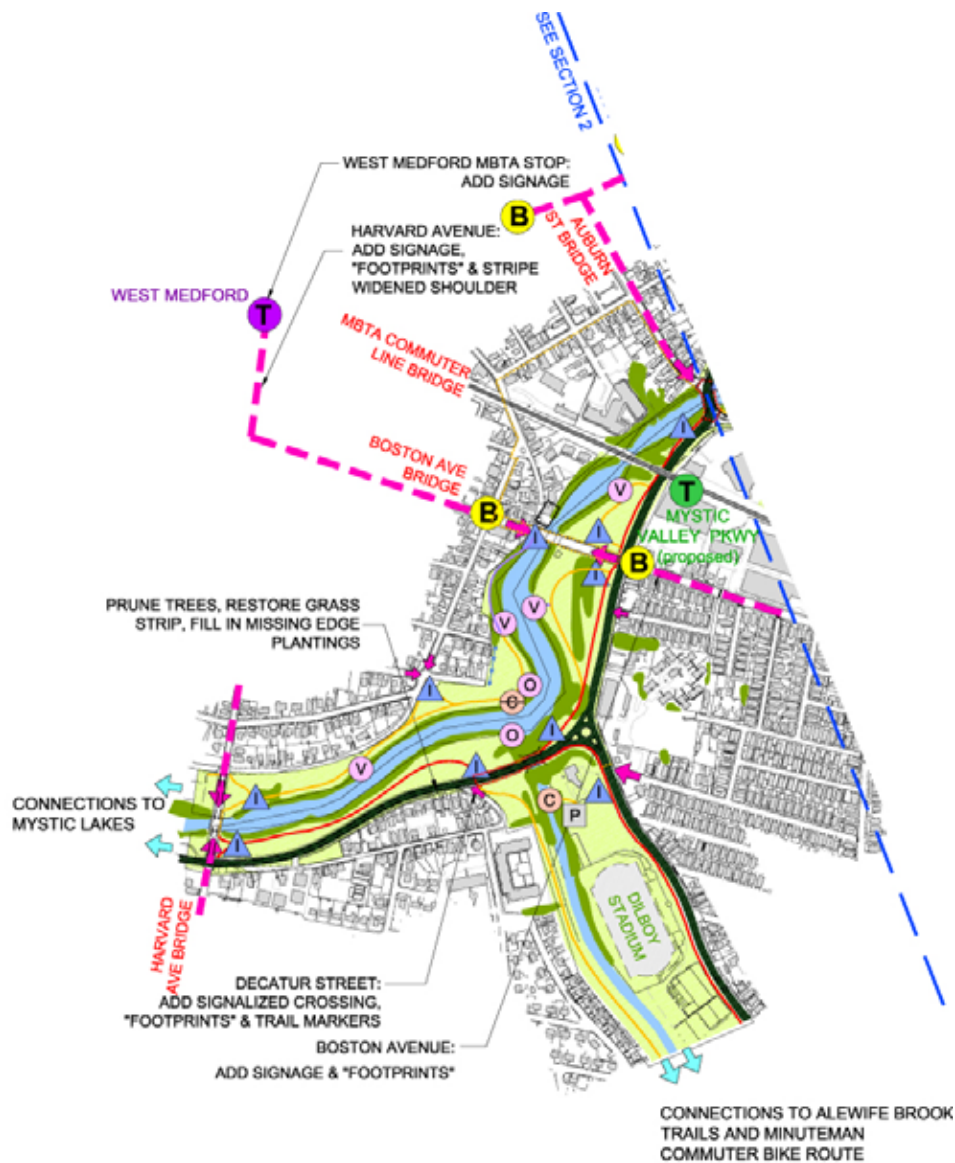 SEE SECTION 2
WEST MEDFORD MBTA STOP:
ADD SIGNAGE
B
HARVARD AVENUE:
ADD SIGNAGE,
"FOOTPRINTS" & STRIPE
WIDENED SHOULDER
AUBURN
ST BRIDGE
WEST MEDFORD
T
MBTA COMMUTER
LINE BRIDGE
BOSTON AVE
BRIDGE
I
V
T
MYSTIC
VALLEY PKWY
(proposed)
B
I
I
B
I
V
V
PRUNE TREES, RESTORE GRASS
STRIP, FILL IN MISSING EDGE
PLANTINGS
I
O
C
O
I
V
I
I
I
C
P
I
CONNECTIONS TO
MYSTIC LAKES
HARVARD
AVE BRIDGE
DILBOY
STADIUM
DECATUR STREET:
ADD SIGNALIZED CROSSING,
"FOOTPRINTS" & TRAIL MARKERS
BOSTON AVENUE:
ADD SIGNAGE & "FOOTPRINTS"
CONNECTIONS TO ALEWIFE BROOK
TRAILS AND MINUTEMAN
COMMUTER BIKE ROUTE